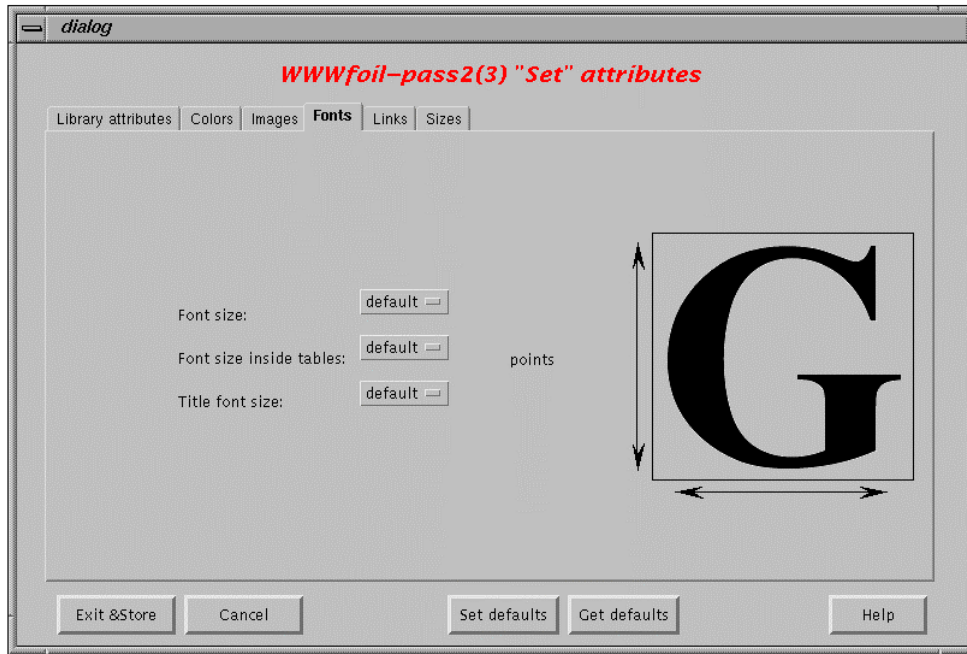 dialog
WWWfoil-pass2(3) "Set" attributes
Library attributes Colors Images Fonts Links Sizes
Font size: default
Font size inside tables: default points
Title font size: default
G
Exit &Store Cancel Set defaults Get defaults Help